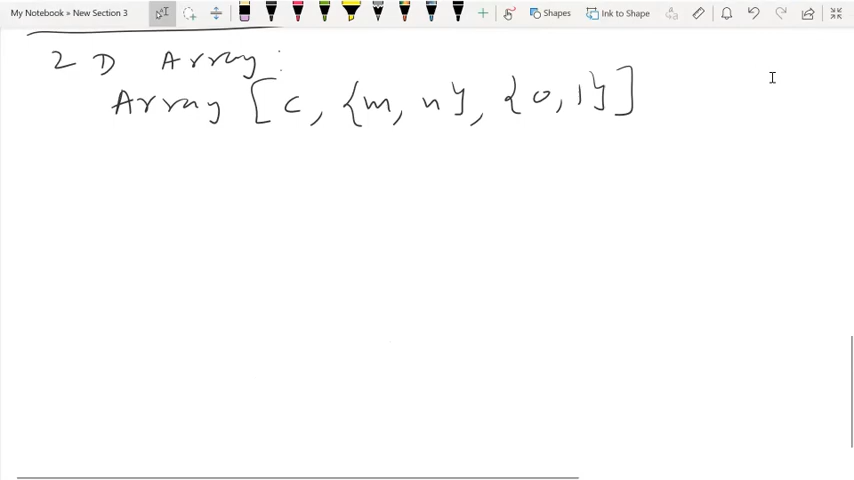 My Notebook » New Section 3
Shapes
Ink to Shape
2 D Array:
Array [c, {m, n}, {0, 1}]